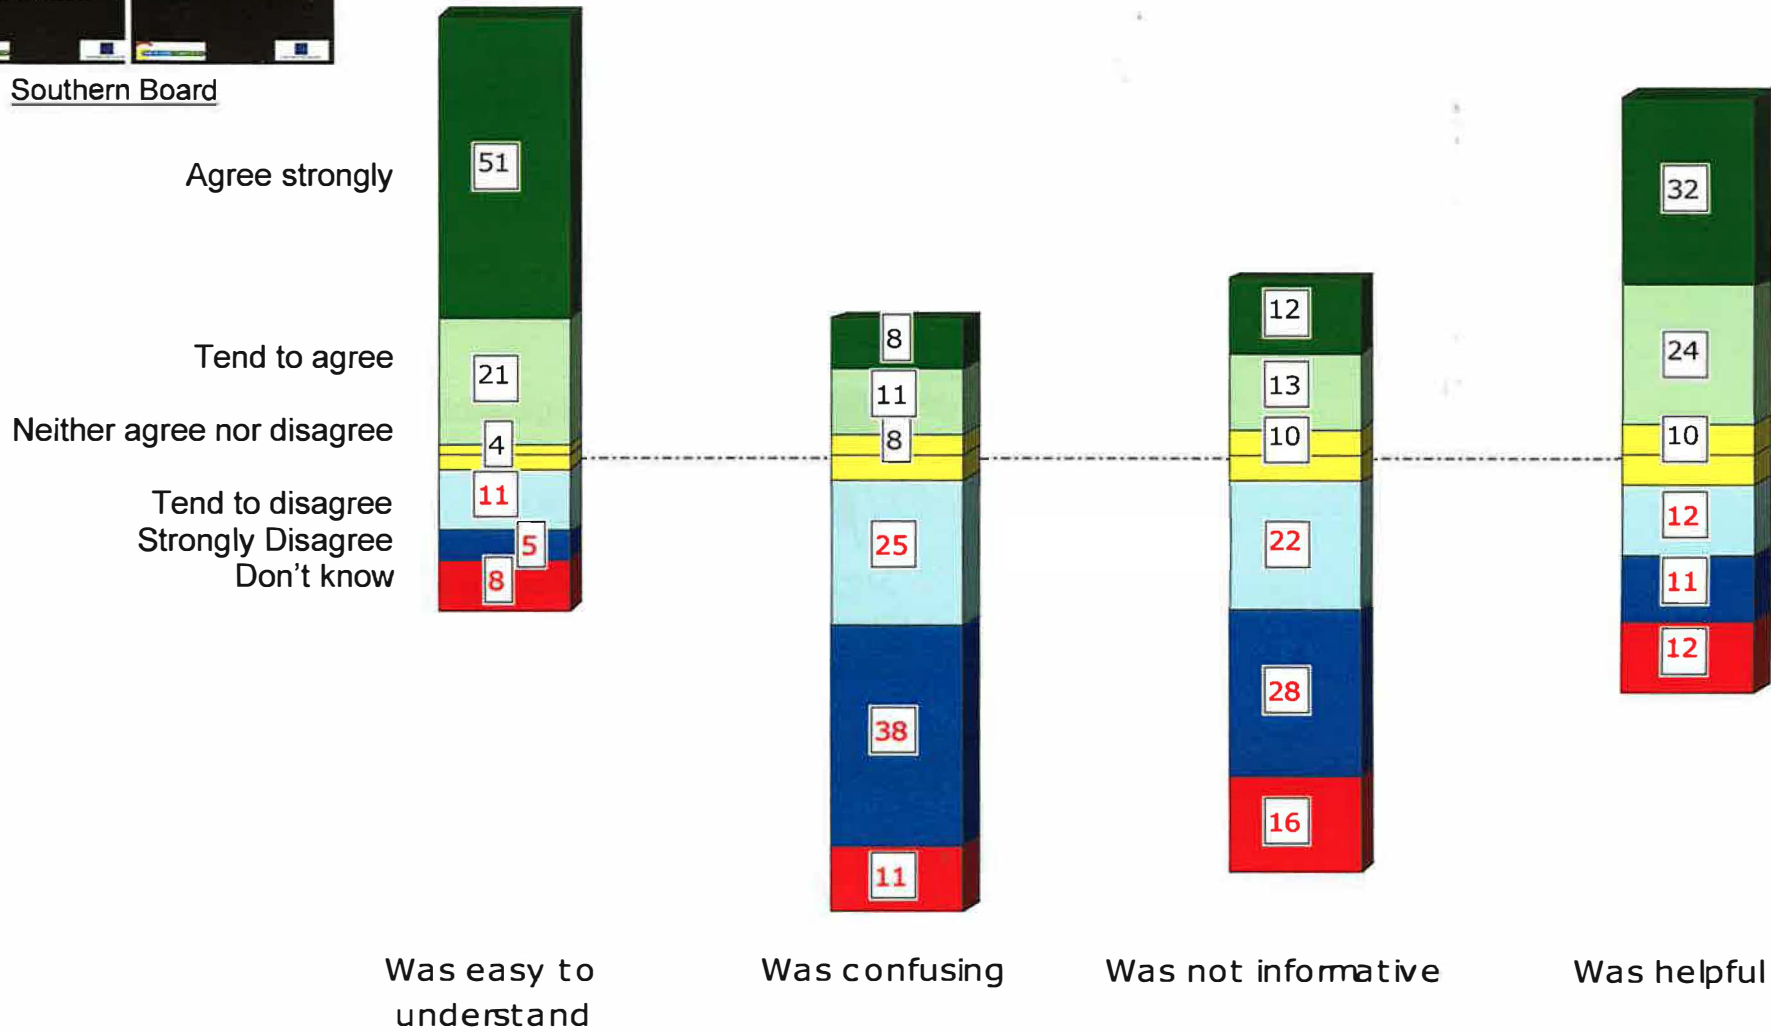 Southern Board
Agree strongly
Tend to agree
Neither agree nor disagree
Tend to disagree
Strongly Disagree
Don't know
51
21
4
11
5
8
8
11
8
25
38
11
12
13
10
22
28
16
32
24
10
12
11
12
Was easy to
understand
Was confusing
Was not informative
Was helpful